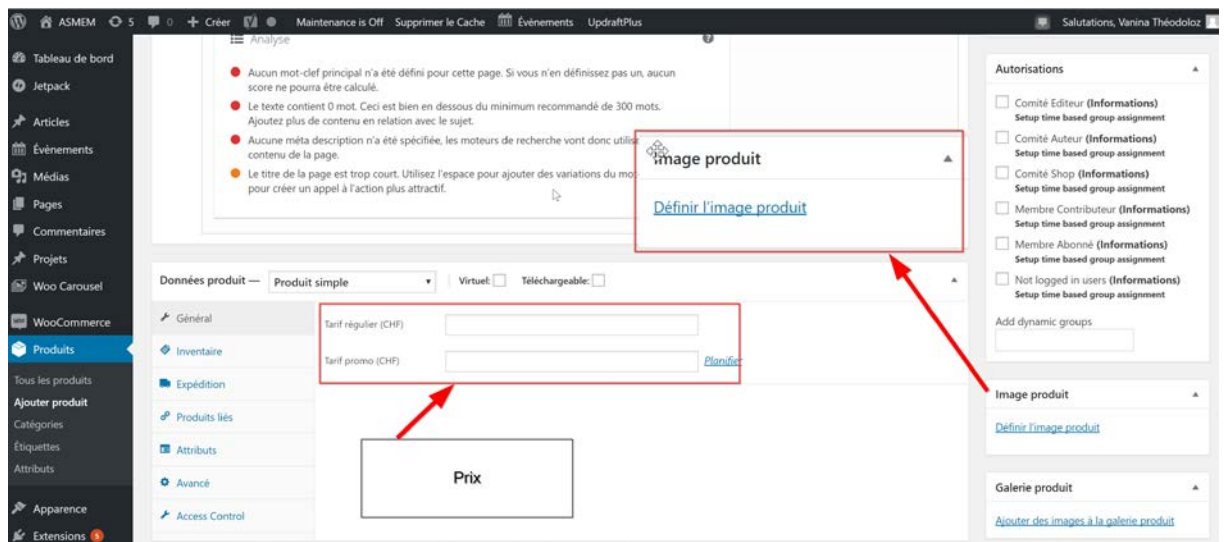 ASMEM 5 0 Créer Maintenance is Off Supprimer le Cache Évènements UpdraftPlus Salutations, Vanina Théodoloz
Tableau de bord
Jetpack
Articles
Évènements
Médias
Pages
Commentaires
Projets
Woo Carousel
WooCommerce
Produits
Tous les produits
Ajouter produit
Catégories
Étiquettes
Attributs
Apparence
Extensions 5
Analyse
Aucun mot-clef principal n'a été défini pour cette page. Si vous n'en définissez pas un, aucun
score ne pourra être calculé.
Le texte contient 0 mot. Ceci est bien en dessous du minimum recommandé de 300 mots.
Ajoutez plus de contenu en relation avec le sujet.
Aucune méta description n'a été spécifiée, les moteurs de recherche vont donc utilise
contenu de la page.
Le titre de la page est trop court. Utilisez l'espace pour ajouter des variations du mo
pour créer un appel à l'action plus attractif.
Image produit
Définir l'image produit
Données produit — Produit simple Virtuel: Téléchargeable:
Général
Inventaire
Expédition
Produits liés
Attributs
Avancé
Access Control
Tarif régulier (CHF)
Tarif promo (CHF) Planifier
Prix
Autorisations
Comité Editeur (Informations)
Setup time based group assignment
Comité Auteur (Informations)
Setup time based group assignment
Comité Shop (Informations)
Setup time based group assignment
Membre Contributeur (Informations)
Setup time based group assignment
Membre Abonné (Informations)
Setup time based group assignment
Not logged in users (Informations)
Setup time based group assignment
Add dynamic groups
Image produit
Définir l'image produit
Galerie produit
Ajouter des images à la galerie produit